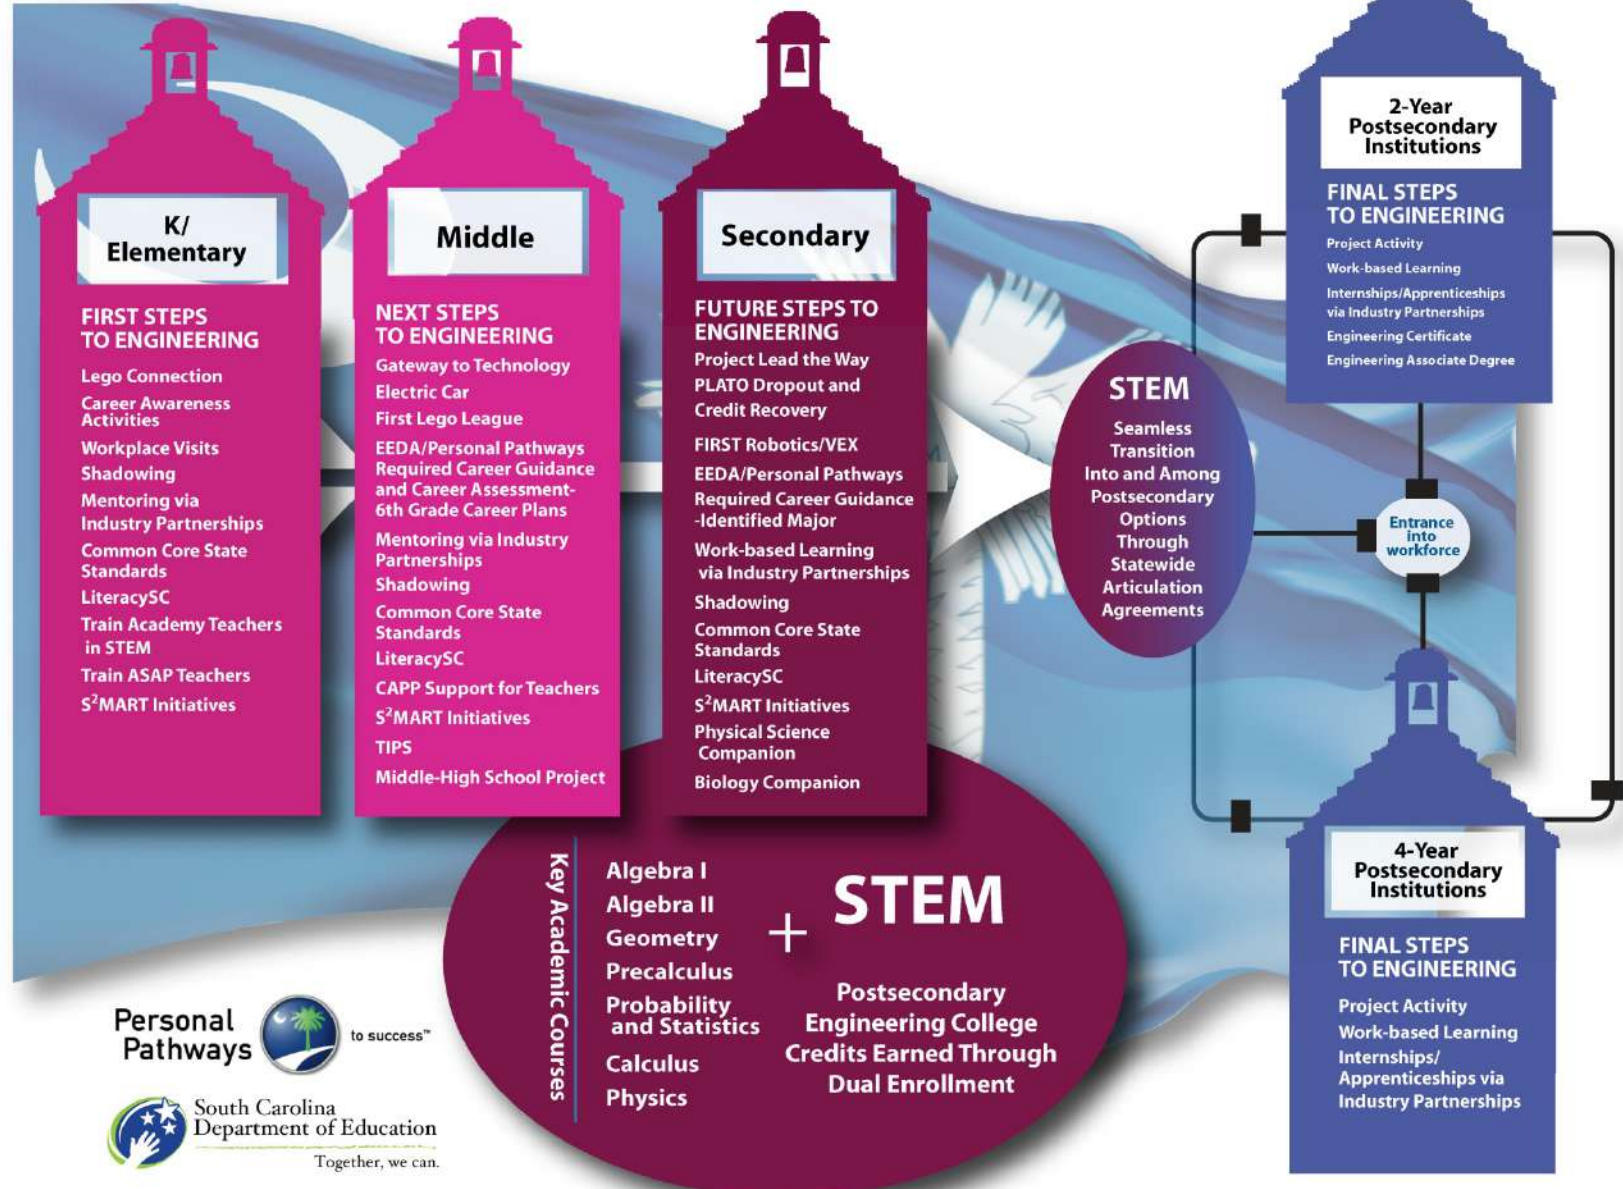 K/
Elementary
FIRST STEPS
TO ENGINEERING
Lego Connection
Career Awareness
Activities
Workplace Visits
Shadowing
Mentoring via
Industry Partnerships
Common Core State
Standards
LiteracySC
Train Academy Teachers
in STEM
Train ASAP Teachers
S²MART Initiatives
Middle
NEXT STEPS
TO ENGINEERING
Gateway to Technology
Electric Car
First Lego League
EEDA/Personal Pathways
Required Career Guidance
and Career Assessment-
6th Grade Career Plans
Mentoring via Industry
Partnerships
Shadowing
Common Core State
Standards
LiteracySC
CAPP Support for Teachers
S²MART Initiatives
TIPS
Middle-High School Project
Secondary
FUTURE STEPS TO
ENGINEERING
Project Lead the Way
PLATO Dropout and
Credit Recovery
FIRST Robotics/VEX
EEDA/Personal Pathways
Required Career Guidance
-Identified Major
Work-based Learning
via Industry Partnerships
Shadowing
Common Core State
Standards
LiteracySC
S²MART Initiatives
Physical Science
Companion
Biology Companion
Key Academic Courses
Algebra I
Algebra II
Geometry
Precalculus
Probability
and Statistics
Calculus
Physics
+
STEM
Postsecondary
Engineering College
Credits Earned Through
Dual Enrollment
STEM
Seamless
Transition
Into and Among
Postsecondary
Options
Through
Statewide
Articulation
Agreements
2-Year
Postsecondary
Institutions
FINAL STEPS
TO ENGINEERING
Project Activity
Work-based Learning
Internships/Apprenticeships
via Industry Partnerships
Engineering Certificate
Engineering Associate Degree
Entrance
into
workforce
4-Year
Postsecondary
Institutions
FINAL STEPS
TO ENGINEERING
Project Activity
Work-based Learning
Internships/
Apprenticeships via
Industry Partnerships
Personal
Pathways
to success™
South Carolina
Department of Education
Together, we can.